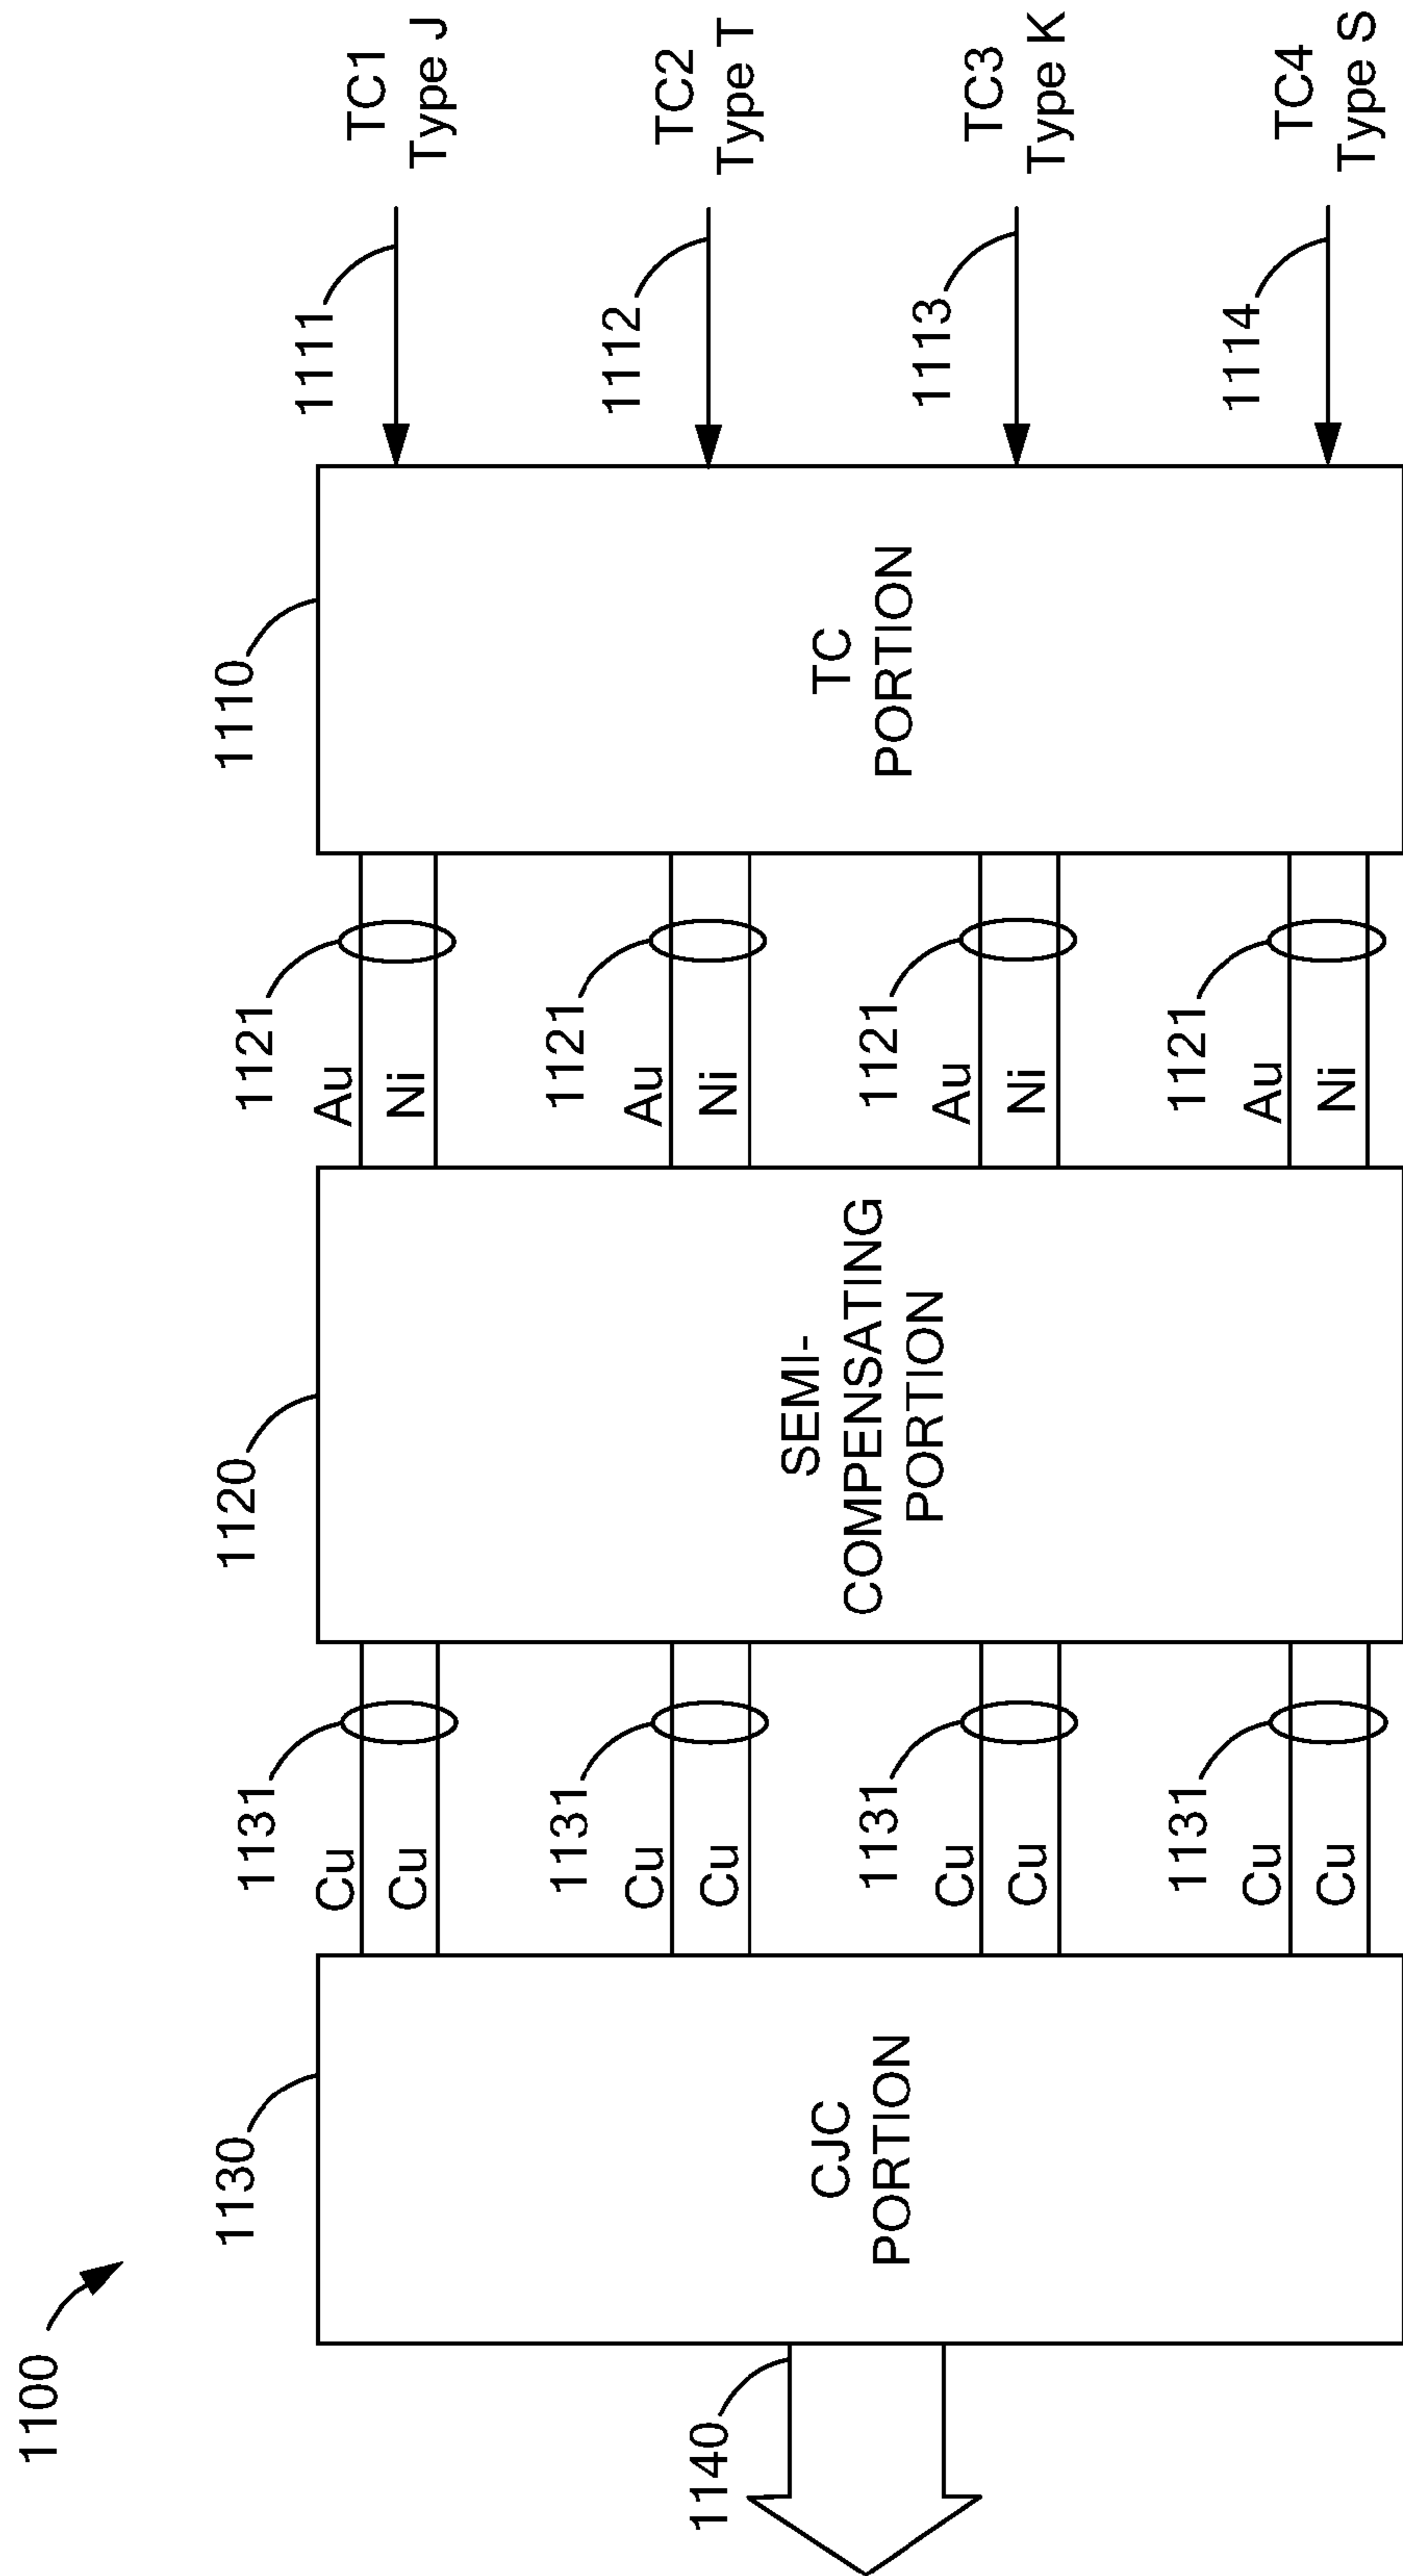 1100
1130
1120
1110
1140
CJC
PORTION
SEMI-
COMPENSATING
PORTION
TC
PORTION
1131
Cu
Cu
1121
Au
Ni
1111
TC1
Type J
1131
Cu
Cu
1121
Au
Ni
1112
TC2
Type T
1131
Cu
Cu
1121
Au
Ni
1113
TC3
Type K
1131
Cu
Cu
1121
Au
Ni
1114
TC4
Type S